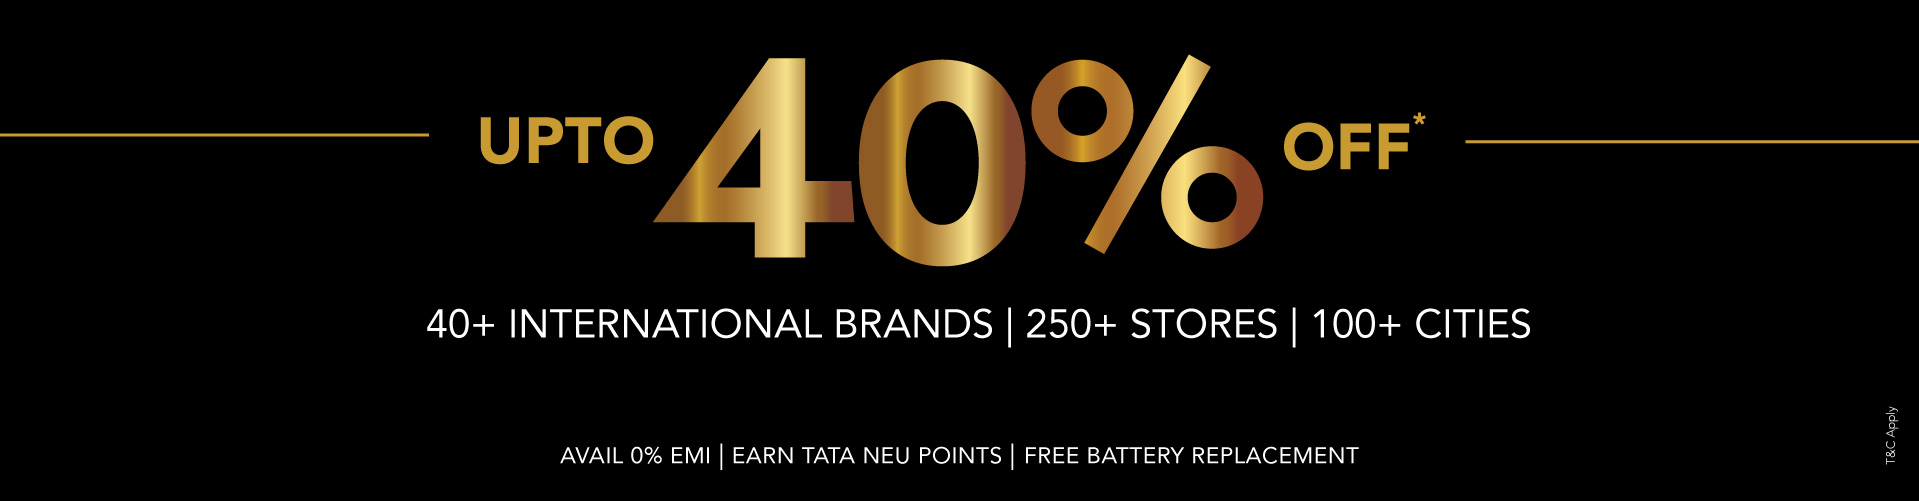 UPTO 40% OFF*
40+ INTERNATIONAL BRANDS | 250+ STORES | 100+ CITIES
AVAIL 0% EMI | EARN TATA NEU POINTS | FREE BATTERY REPLACEMENT
T&C Apply